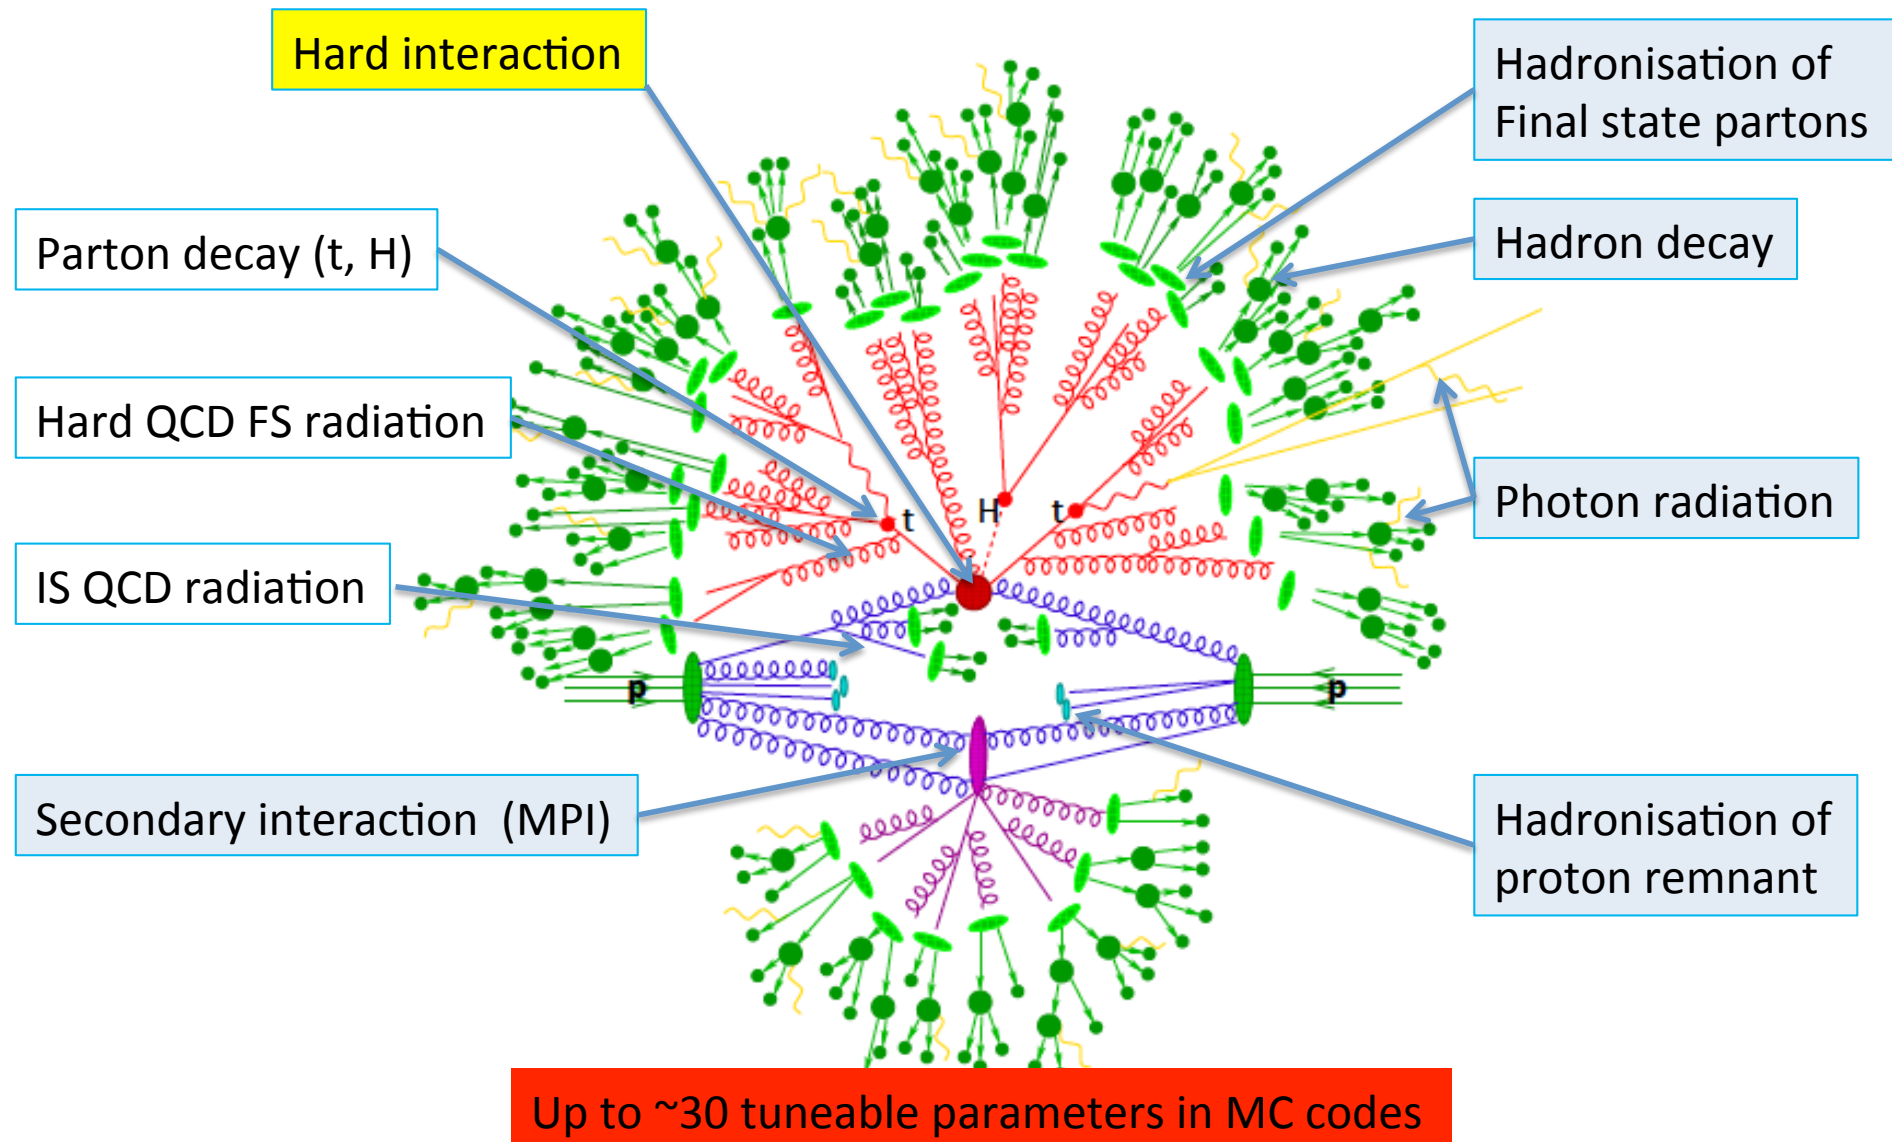 Hard interaction
Hadronisation of
Final state partons
Parton decay (t, H)
Hadron decay
Hard QCD FS radiation
Photon radiation
t
H
t
IS QCD radiation
p
p
Secondary interaction (MPI)
Hadronisation of
proton remnant
Up to ~30 tuneable parameters in MC codes